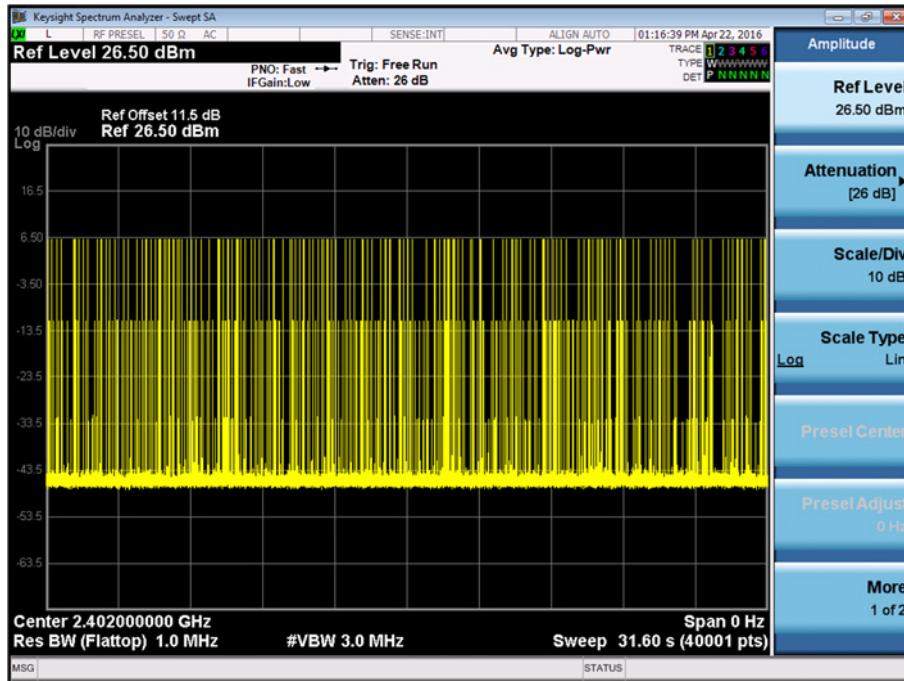 Keysight Spectrum Analyzer - Swept SA
LXI L RF PRESEL 50 Ω AC SENSE:INT ALIGN AUTO 01:16:39 PM Apr 22, 2016
Ref Level 26.50 dBm
PNO: Fast
IFGain:Low
Trig: Free Run
Atten: 26 dB
Avg Type: Log-Pwr
TRACE 1 2 3 4 5 6
TYPE WWWWWW
DET P N N N N N
Ref Offset 11.5 dB
10 dB/div Ref 26.50 dBm
Log
16.5
6.50
-3.50
-13.5
-23.5
-33.5
-43.5
-53.5
-63.5
Center 2.402000000 GHz Span 0 Hz
Res BW (Flattop) 1.0 MHz #VBW 3.0 MHz Sweep 31.60 s (40001 pts)
MSG STATUS
Amplitude
Ref Level
26.50 dBm
Attenuation
[26 dB]
Scale/Div
10 dB
Scale Type
Log Lin
Presel Center
Presel Adjust
0 Hz
More
1 of 2